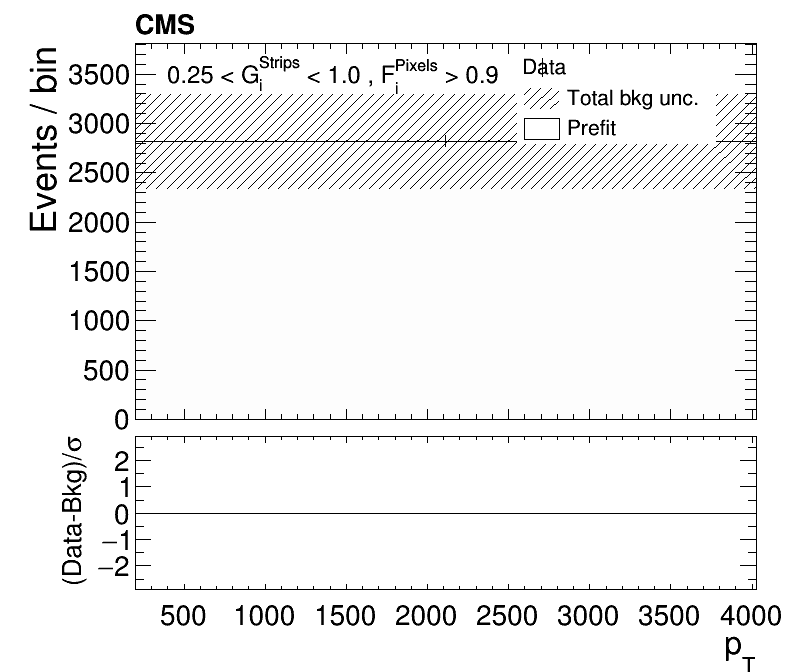 CMS
Events / bin
3500
3000
2500
2000
1500
1000
500
0
0.25 < G_i^Strips < 1.0 , F_i^Pixels > 0.9
Data
Total bkg unc.
Prefit
(Data-Bkg)/σ
2
1
0
−1
−2
500 1000 1500 2000 2500 3000 3500 4000
p_T